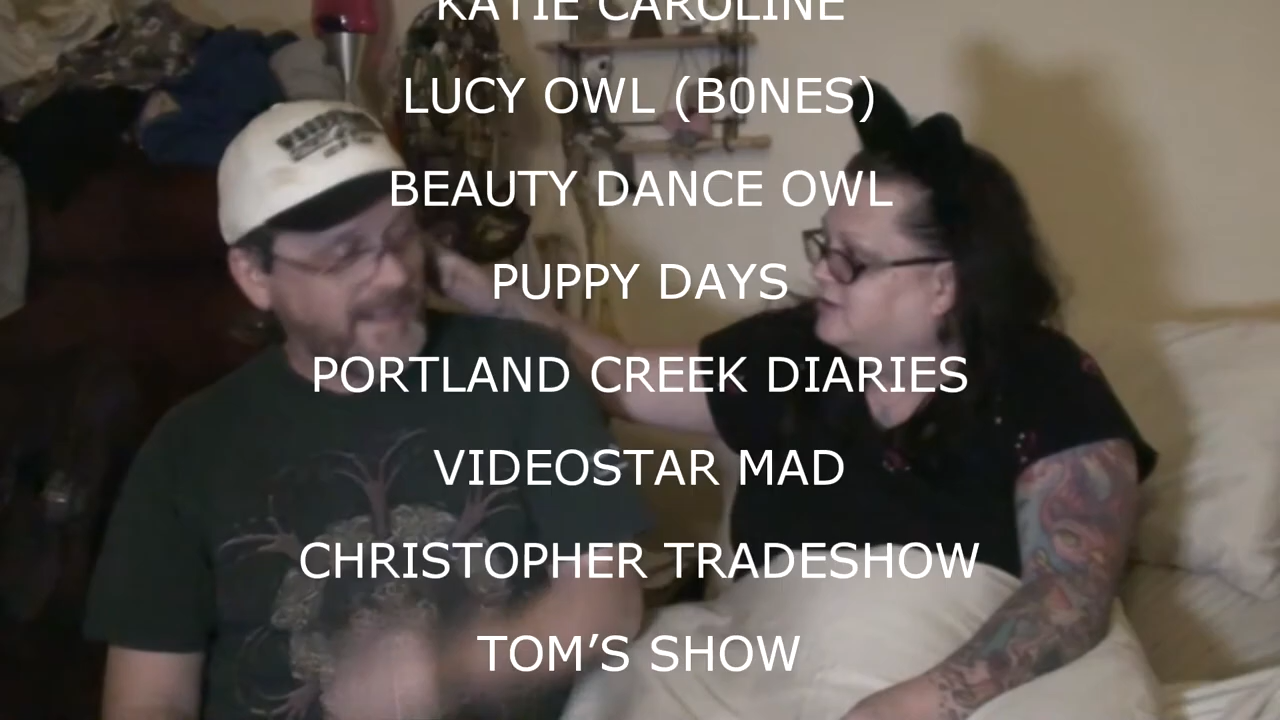 KATIE CAROLINE
LUCY OWL (B0NES)
BEAUTY DANCE OWL
PUPPY DAYS
PORTLAND CREEK DIARIES
VIDEOSTAR MAD
CHRISTOPHER TRADESHOW
TOM’S SHOW